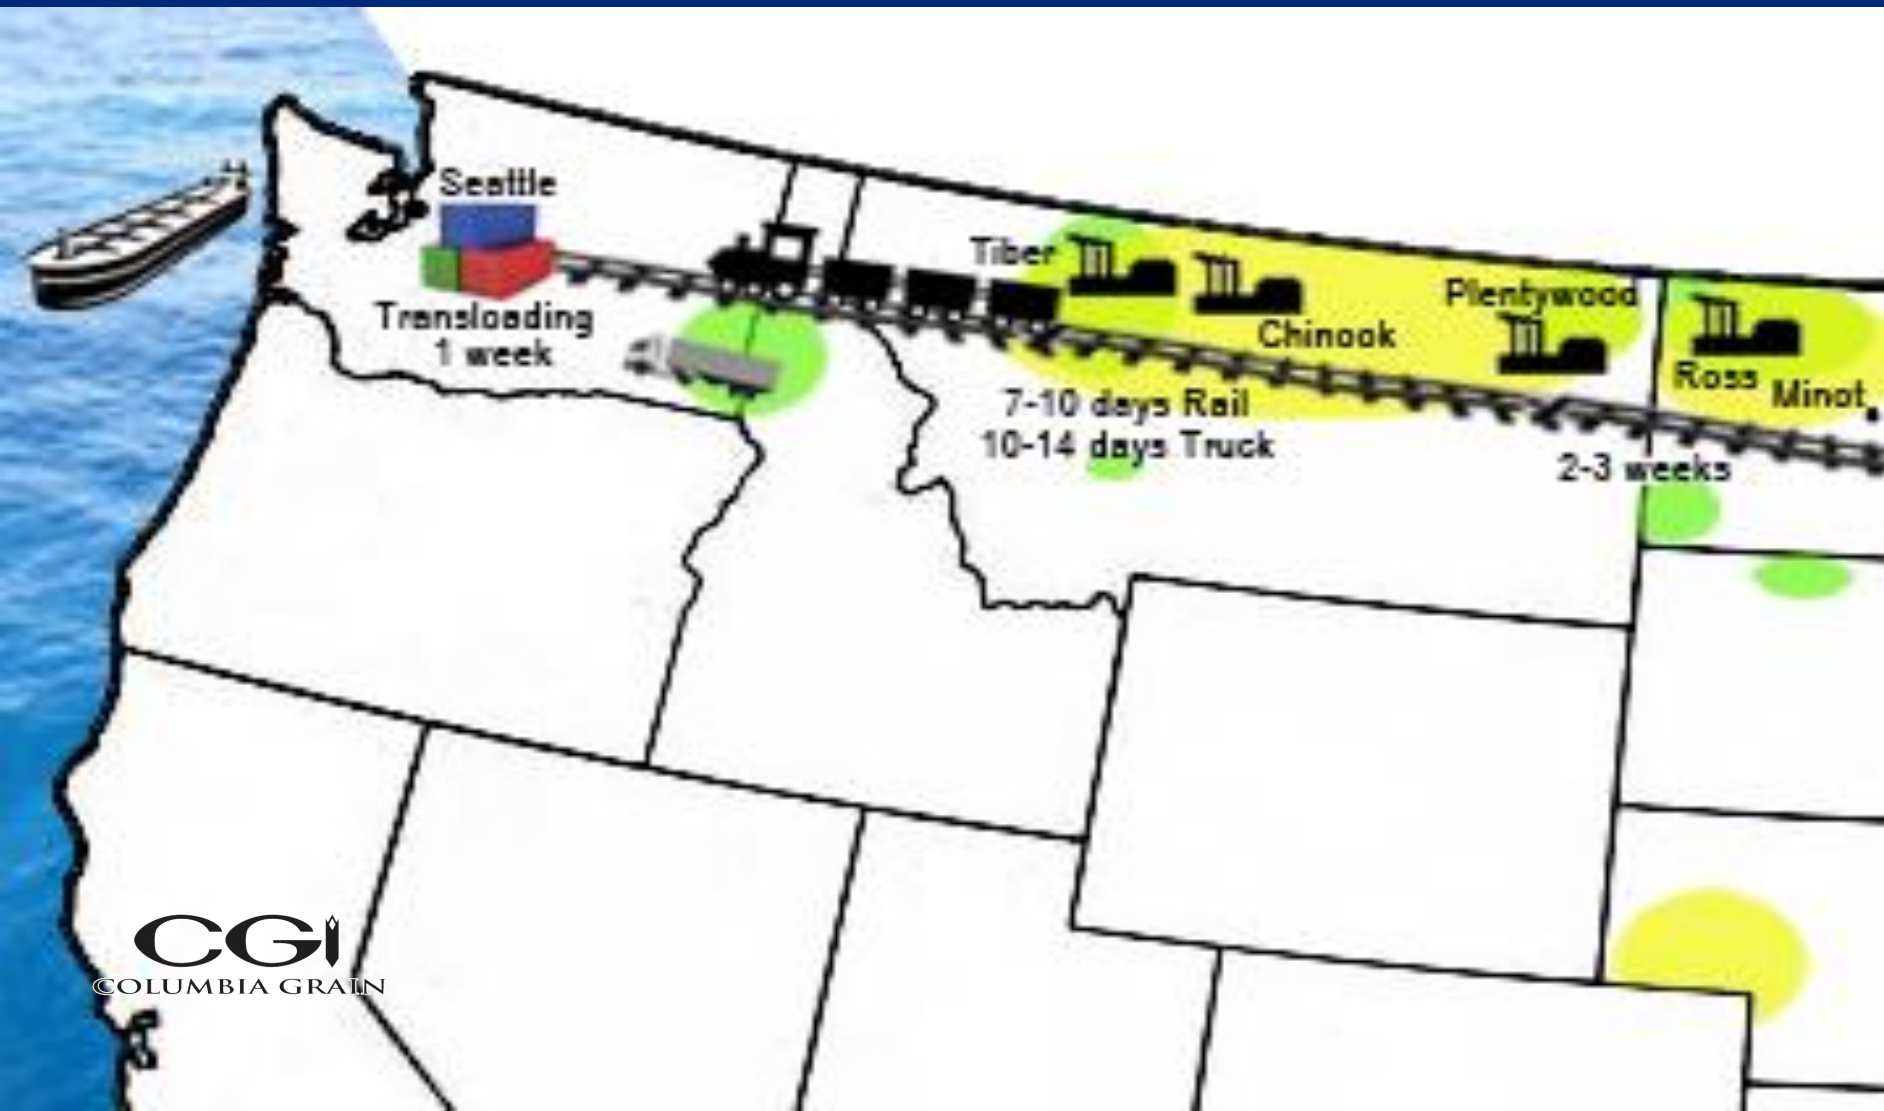 Seattle
Transloading
1 week
Tiber
Chinook
Plentywood
Ross
Minot
7-10 days Rail
10-14 days Truck
2-3 weeks
CGI
COLUMBIA GRAIN